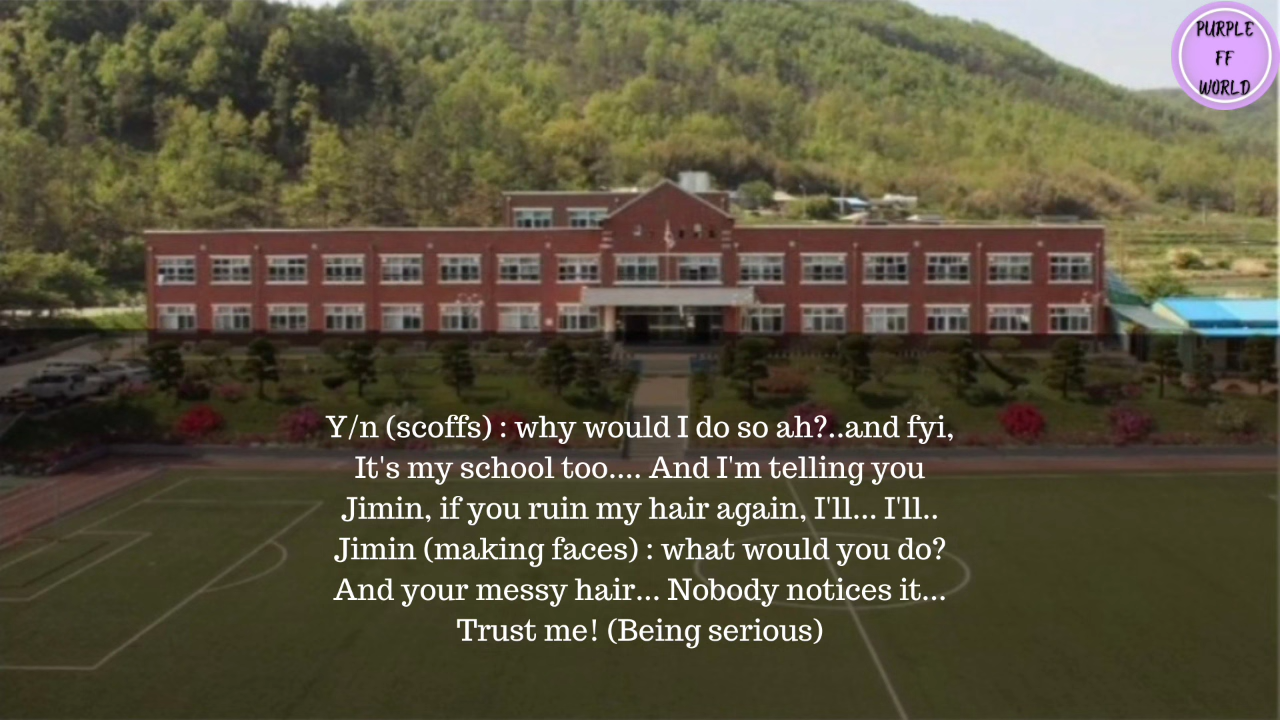 PURPLE
FF
WORLD
Y/n (scoffs) : why would I do so ah?..and fyi,
It's my school too.... And I'm telling you
Jimin, if you ruin my hair again, I'll... I'll..
Jimin (making faces) : what would you do?
And your messy hair... Nobody notices it...
Trust me! (Being serious)